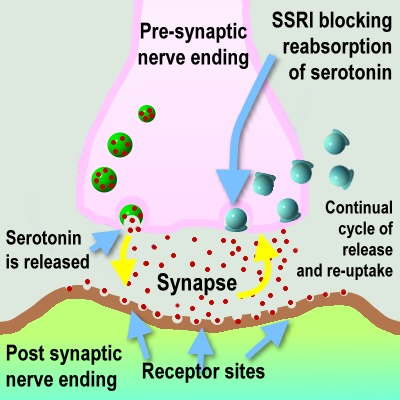 Pre-synaptic
nerve ending
SSRI blocking
reabsorption
of serotonin
Serotonin
is released
Continual
cycle of
release
and re-uptake
Synapse
Post synaptic
nerve ending
Receptor sites